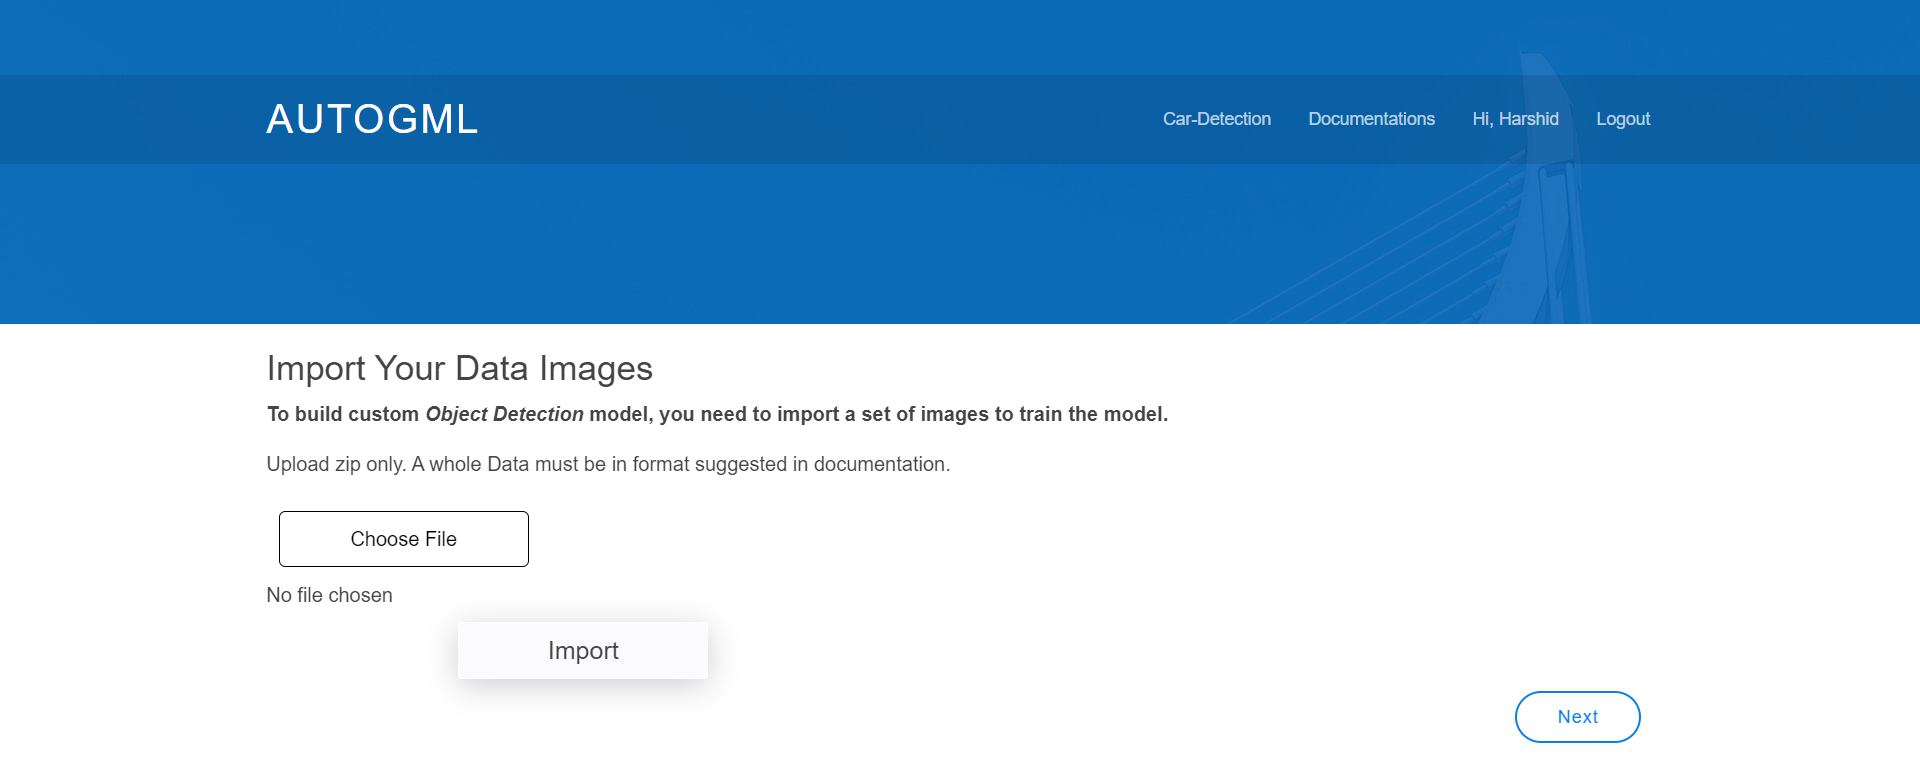 AUTOGML
Car-Detection Documentations Hi, Harshid Logout
Import Your Data Images
To build custom Object Detection model, you need to import a set of images to train the model.
Upload zip only. A whole Data must be in format suggested in documentation.
Choose File
No file chosen
Import
Next